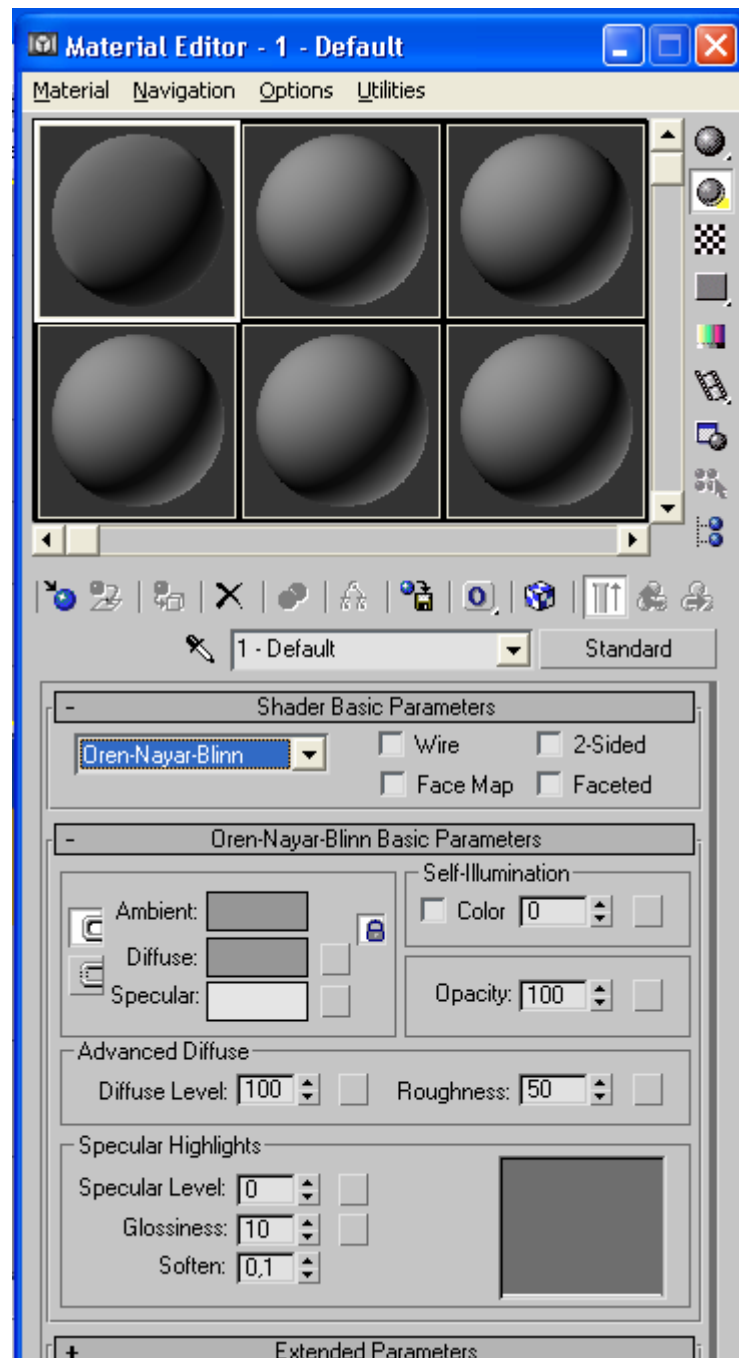 Material Editor - 1 - Default
Material Navigation Options Utilities
1 - Default Standard
- Shader Basic Parameters
Oren-Nayar-Blinn Wire 2-Sided
Face Map Faceted
- Oren-Nayar-Blinn Basic Parameters
Self-Illumination
Ambient: Color 0
Diffuse:
Specular: Opacity: 100
Advanced Diffuse
Diffuse Level: 100 Roughness: 50
Specular Highlights
Specular Level: 0
Glossiness: 10
Soften: 0,1
+ Extended Parameters